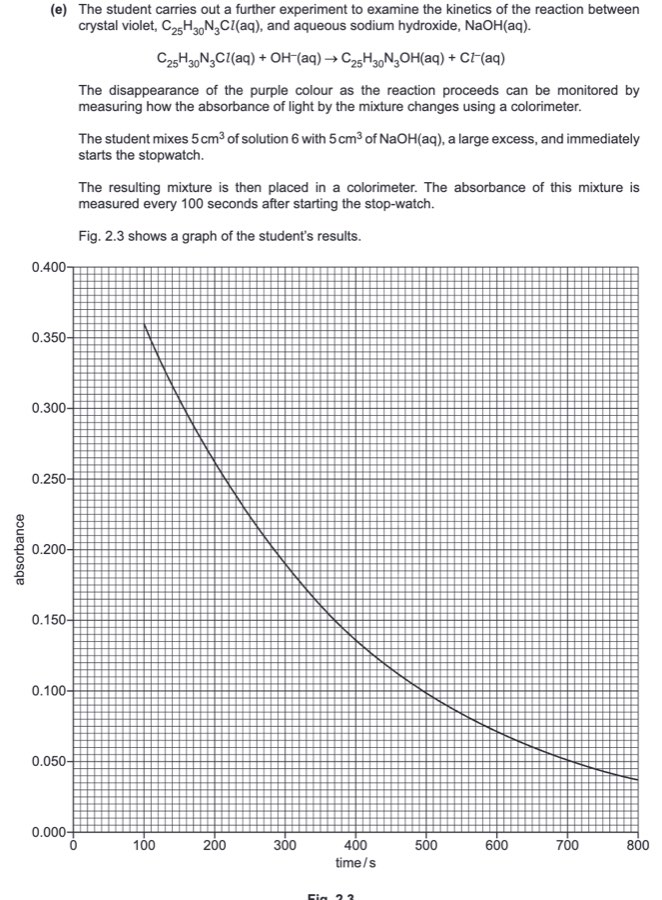 (e) The student carries out a further experiment to examine the kinetics of the reaction between
crystal violet, C₂₅H₃₀N₃Cl(aq), and aqueous sodium hydroxide, NaOH(aq).
C₂₅H₃₀N₃Cl(aq) + OH⁻(aq) → C₂₅H₃₀N₃OH(aq) + Cl⁻(aq)
The disappearance of the purple colour as the reaction proceeds can be monitored by
measuring how the absorbance of light by the mixture changes using a colorimeter.
The student mixes 5 cm³ of solution 6 with 5 cm³ of NaOH(aq), a large excess, and immediately
starts the stopwatch.
The resulting mixture is then placed in a colorimeter. The absorbance of this mixture is
measured every 100 seconds after starting the stop-watch.
Fig. 2.3 shows a graph of the student's results.
0.400
0.350
0.300
0.250
0.200
0.150
0.100
0.050
0.000
absorbance
0 100 200 300 400 500 600 700 800
time / s
Fig. 2.3